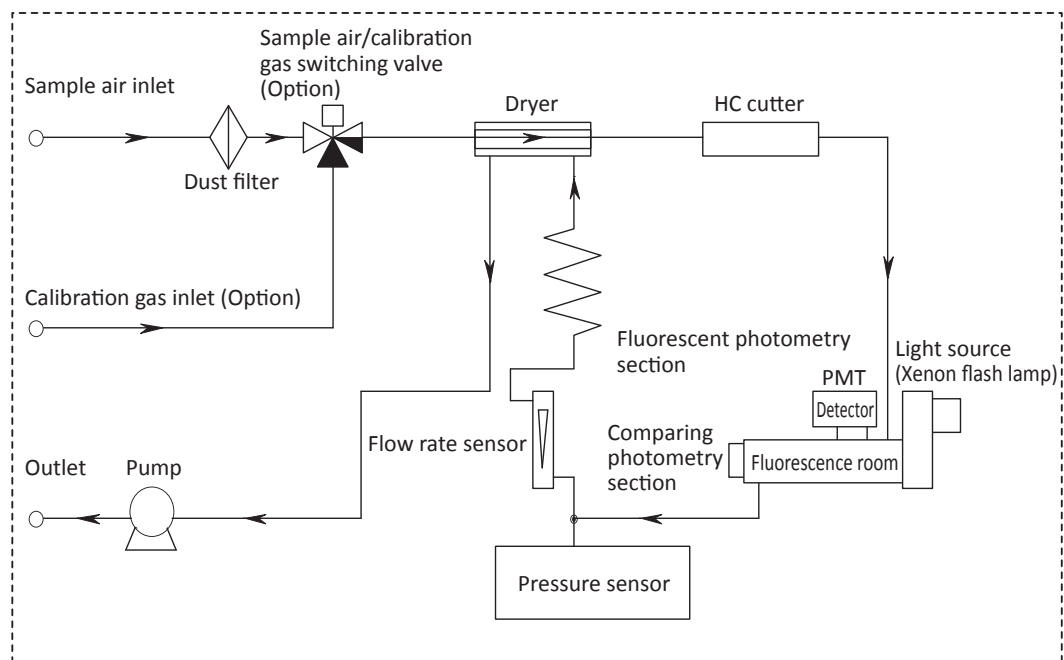 Sample air/calibration
gas switching valve
(Option)
Sample air inlet
Dryer
HC cutter
Dust filter
Calibration gas inlet (Option)
Fluorescent photometry
section
Light source
(Xenon flash lamp)
PMT
Detector
Flow rate sensor
Comparing
photometry
section
Fluorescence room
Outlet
Pump
Pressure sensor